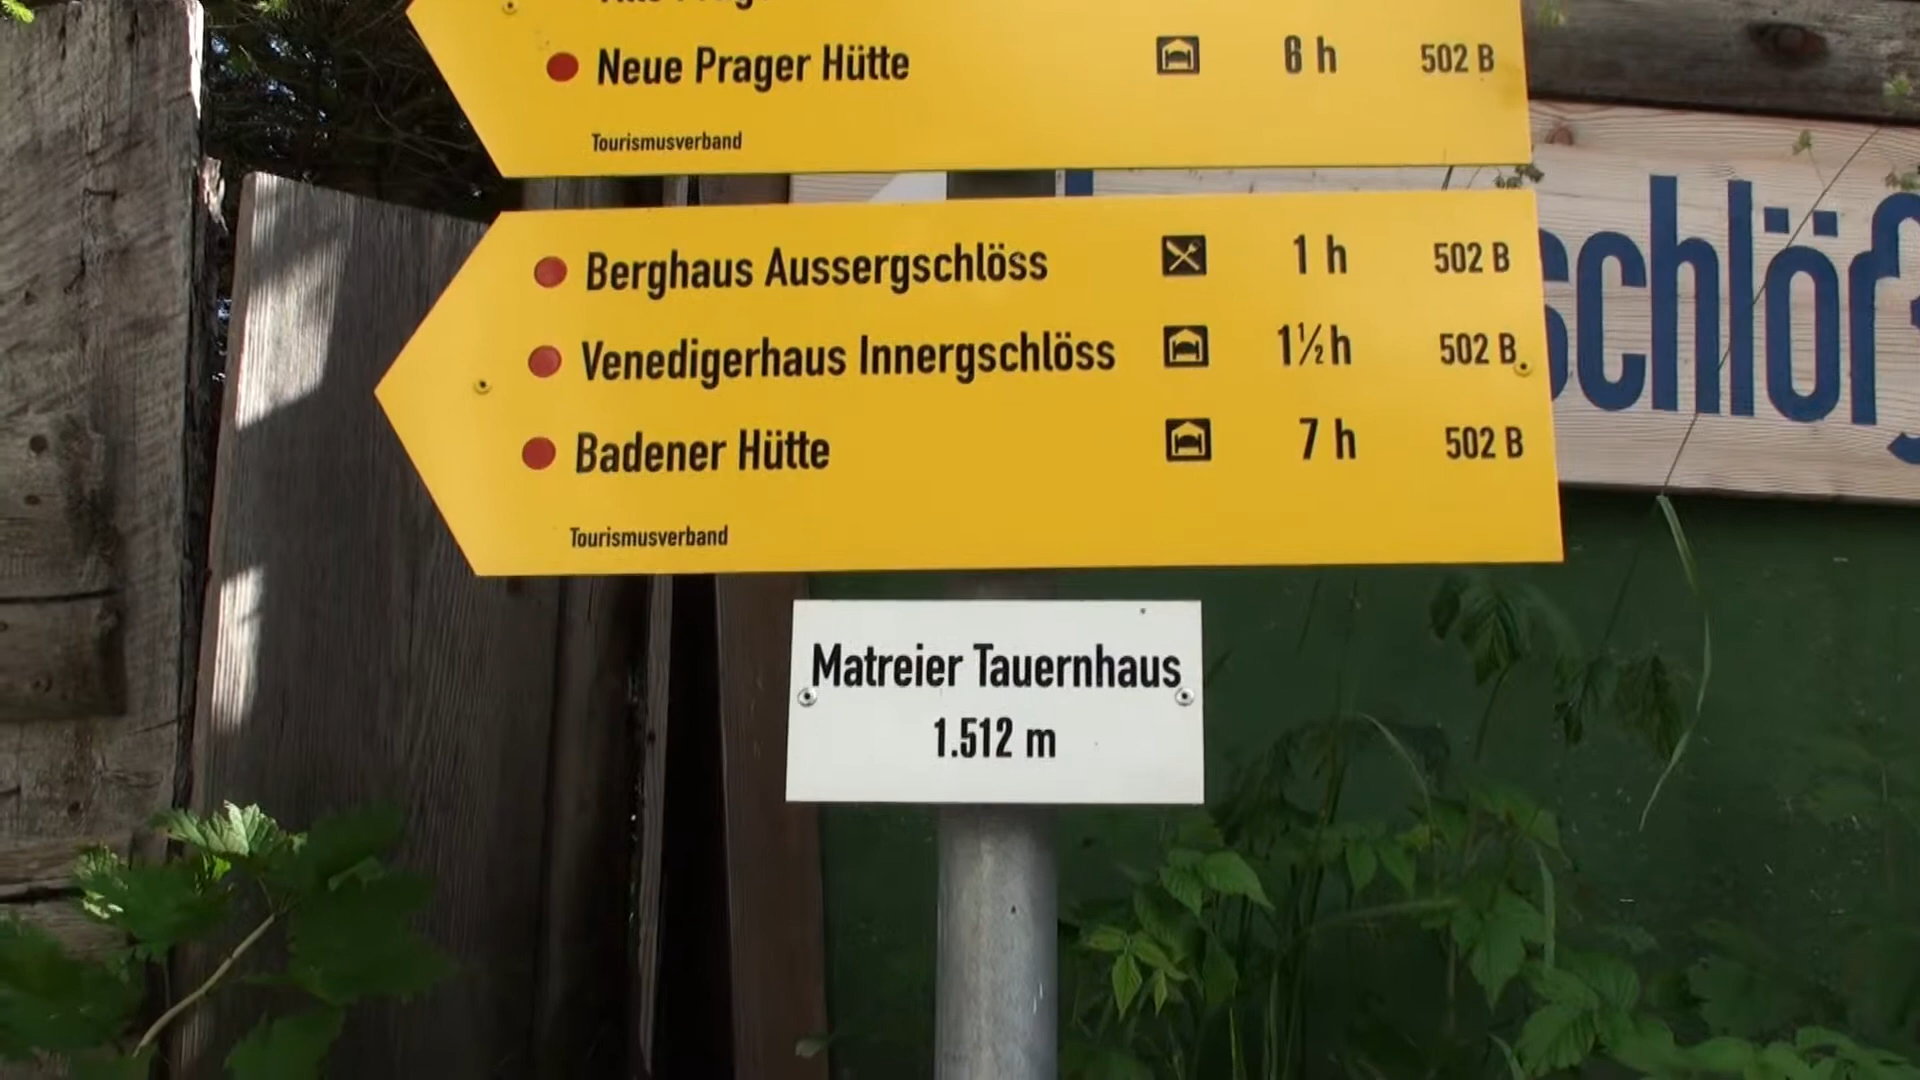 Neue Prager Hütte 6 h 502 B
Tourismusverband
Berghaus Aussergschlöss 1 h 502 B
Venedigerhaus Innergschlöss 1½ h 502 B
Badener Hütte 7 h 502 B
Tourismusverband
schlöß
Matreier Tauernhaus
1.512 m